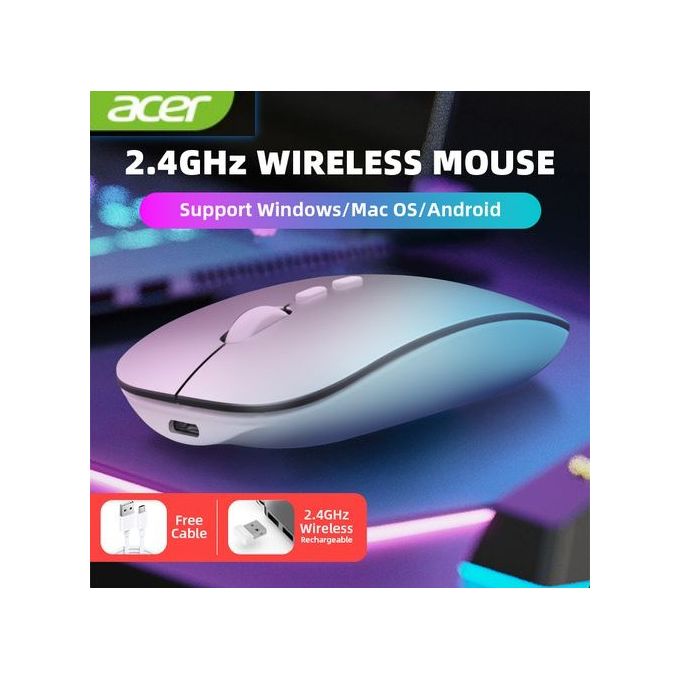 acer
2.4GHz WIRELESS MOUSE
Support Windows/Mac OS/Android
Free
Cable
2.4GHz
Wireless
Rechargeable